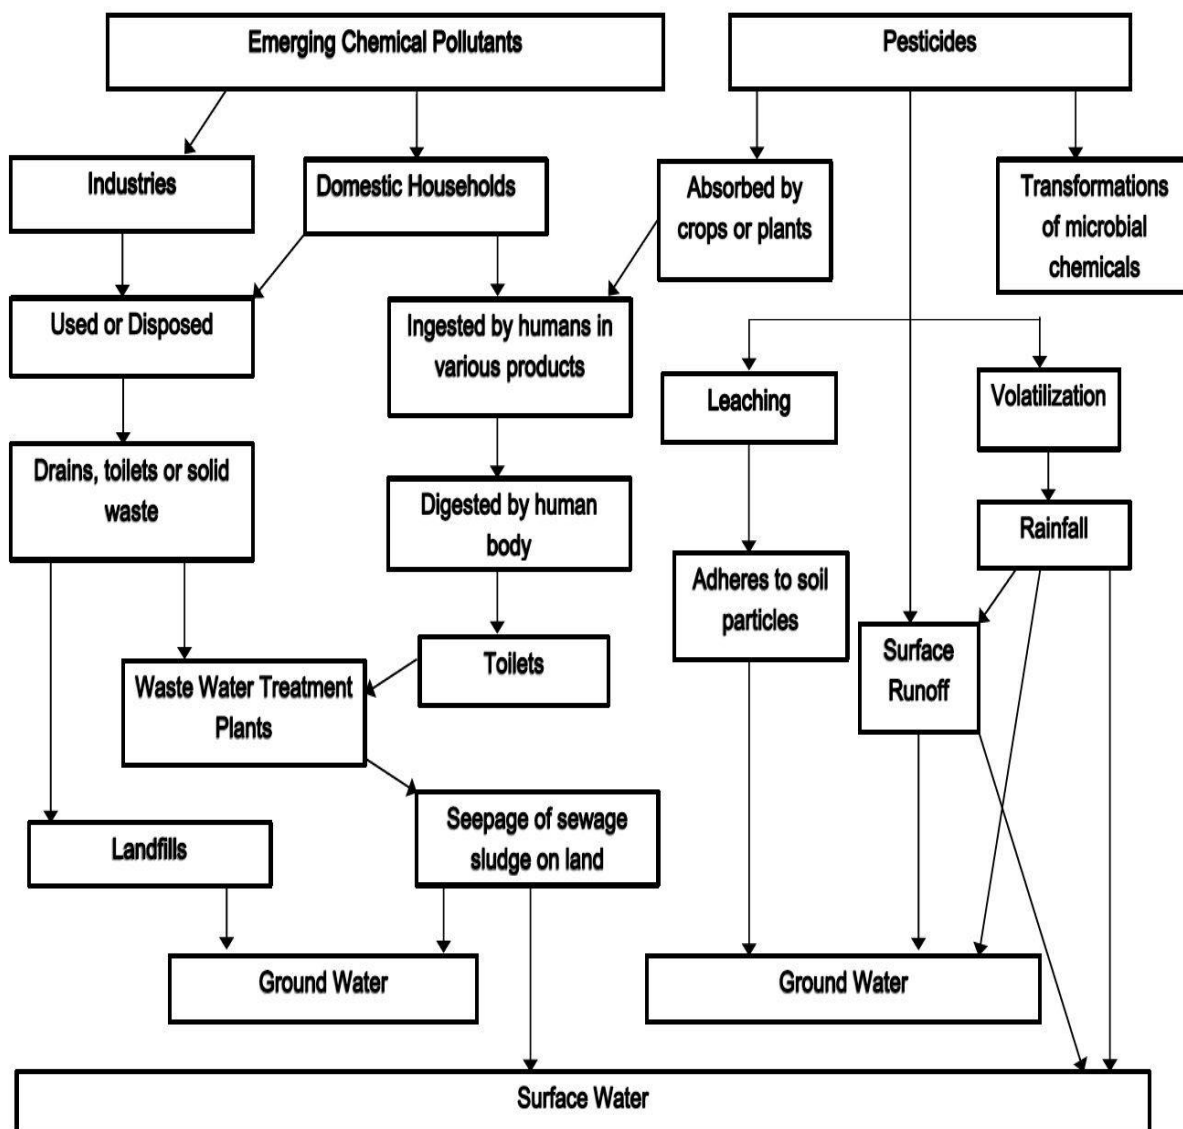 Emerging Chemical Pollutants
Pesticides
Industries
Domestic Households
Absorbed by
crops or plants
Transformations
of microbial
chemicals
Used or Disposed
Ingested by humans in
various products
Leaching
Volatilization
Drains, toilets or solid
waste
Digested by human
body
Rainfall
Adheres to soil
particles
Toilets
Surface
Runoff
Waste Water Treatment
Plants
Landfills
Seepage of sewage
sludge on land
Ground Water
Ground Water
Surface Water